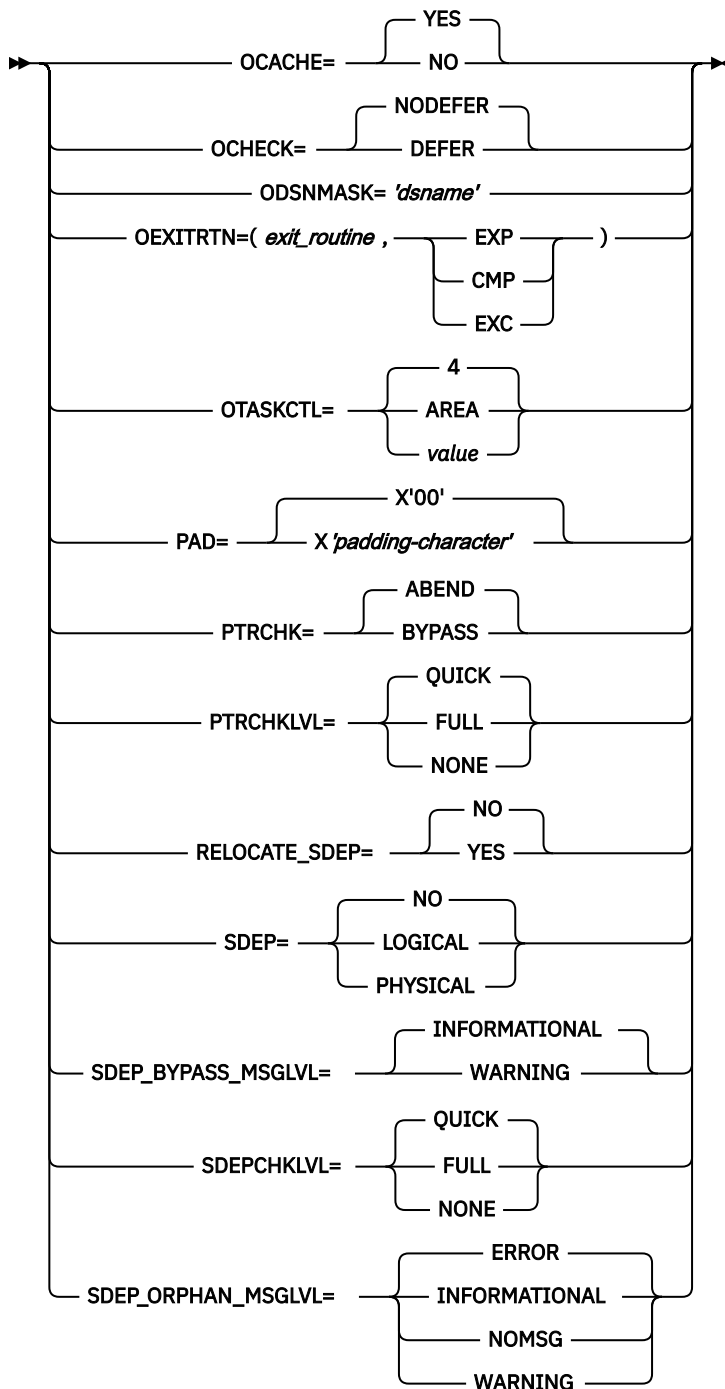 YES
OCACHE= NO
NODEFER
OCHECK= DEFER
ODSNMASK= 'dsname'
OEXITRTN=( exit_routine , EXP )
CMP
EXC
4
OTASKCTL= AREA
value
X'00'
PAD= X 'padding-character'
ABEND
PTRCHK= BYPASS
QUICK
PTRCHKLVL= FULL
NONE
NO
RELOCATE_SDEP= YES
NO
SDEP= LOGICAL
PHYSICAL
INFORMATIONAL
SDEP_BYPASS_MSGLVL= WARNING
QUICK
SDEPCHKLVL= FULL
NONE
ERROR
SDEP_ORPHAN_MSGLVL= INFORMATIONAL
NOMSG
WARNING